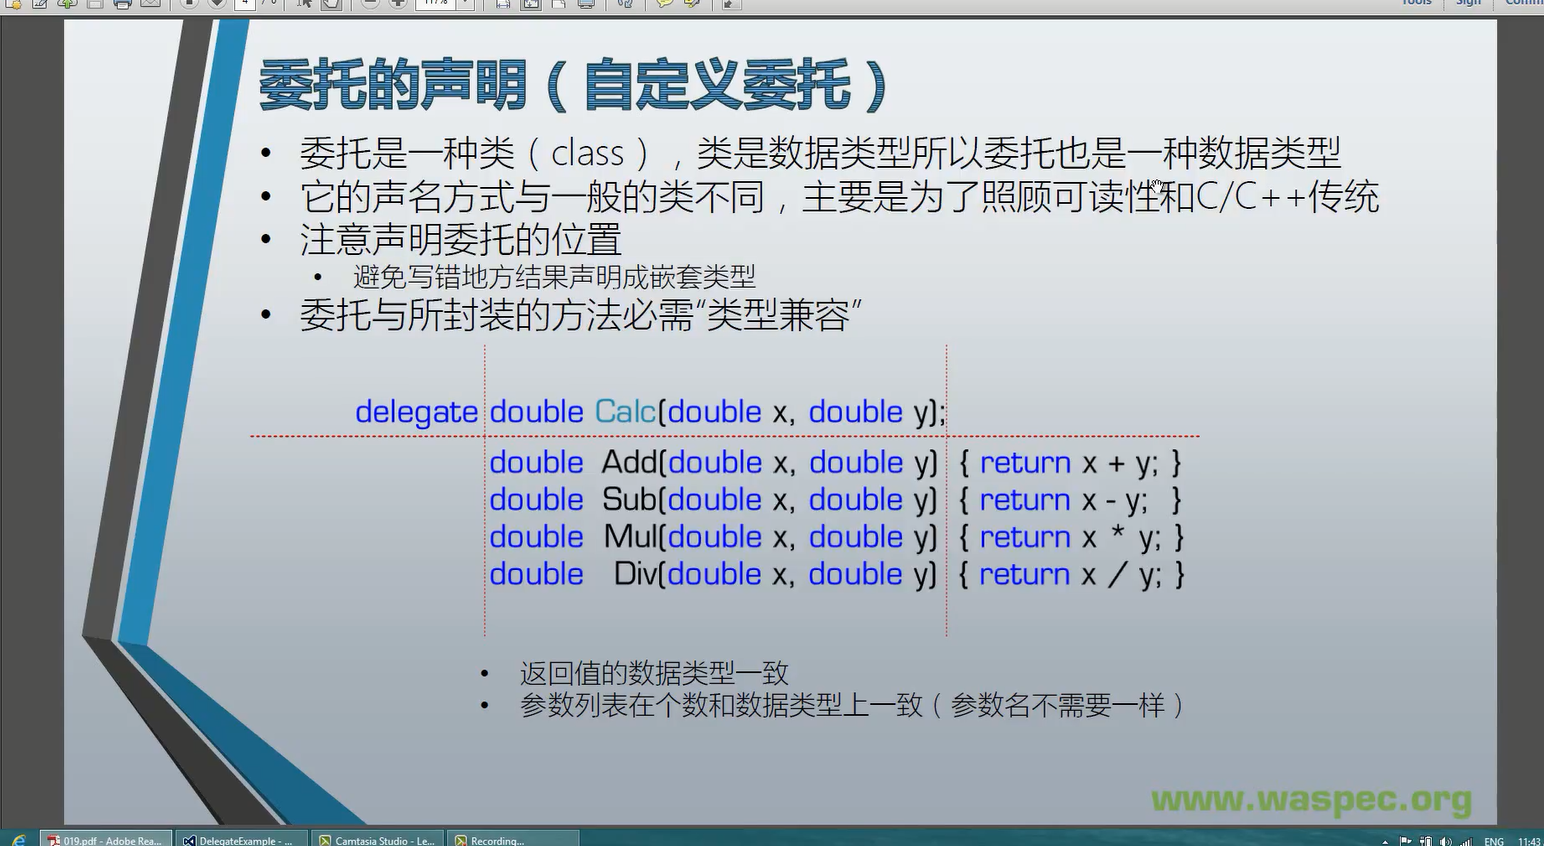 4
117%
Tools
Sign
委托的声明（自定义委托）
• 委托是一种类（class），类是数据类型所以委托也是一种数据类型
• 它的声名方式与一般的类不同，主要是为了照顾可读性和C/C++传统
• 注意声明委托的位置
• 避免写错地方结果声明成嵌套类型
• 委托与所封装的方法必需“类型兼容”
delegate double Calc(double x, double y);
double Add(double x, double y) { return x + y; }
double Sub(double x, double y) { return x - y; }
double Mul(double x, double y) { return x * y; }
double Div(double x, double y) { return x / y; }
• 返回值的数据类型一致
• 参数列表在个数和数据类型上一致（参数名不需要一样）
www.waspec.org
019.pdf - Adobe Rea...
DelegateExample - ...
Camtasia Studio - Le...
Recording...
ENG
11:43